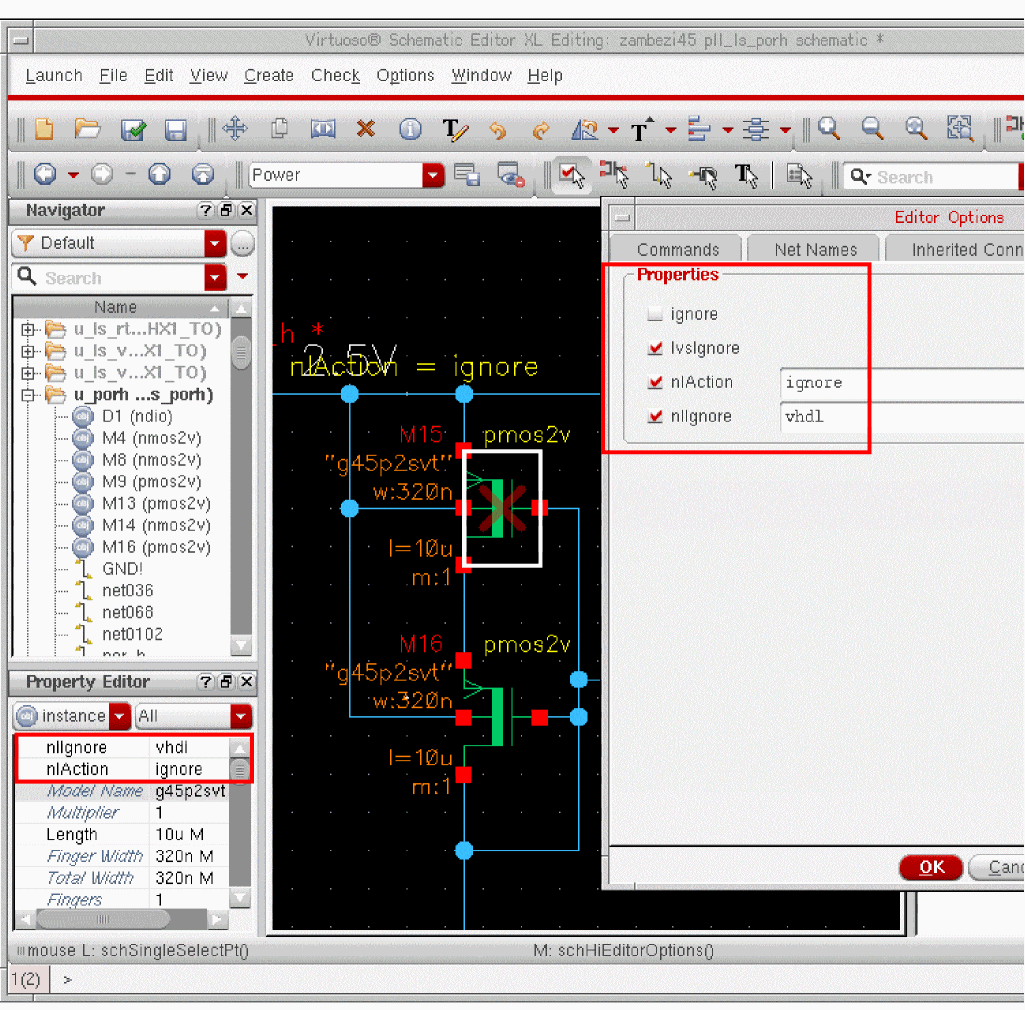 Virtuoso® Schematic Editor XL Editing: zambezi45 pll_ls_porh schematic *
Launch File Edit View Create Check Options Window Help
Power
Search
Navigator
Default
...
Search
Name
u_ls_rt...HX1_TO)
u_ls_v...X1_TO)
u_ls_v...X1_TO)
u_porh ...s_porh)
D1 (ndio)
M4 (nmos2v)
M8 (nmos2v)
M9 (pmos2v)
M13 (pmos2v)
M14 (nmos2v)
M16 (pmos2v)
GND!
net036
net068
net0102
Property Editor
instance All
nlIgnore vhdl
nlAction ignore
Model Name g45p2svt
Multiplier 1
Length 10u M
Finger Width 320n M
Total Width 320n M
Fingers 1
.h *
2.5V
nlAction = ignore
M15 pmos2v
"g45p2svt"
w:320n
l=10u
m:1
M16 pmos2v
"g45p2svt"
w:320n
l=10u
m:1
Editor Options
Commands Net Names Inherited Conn
Properties
ignore
lvsIgnore
nlAction ignore
nlIgnore vhdl
OK Canc
mouse L: schSingleSelectPt() M: schHiEditorOptions()
1(2) >